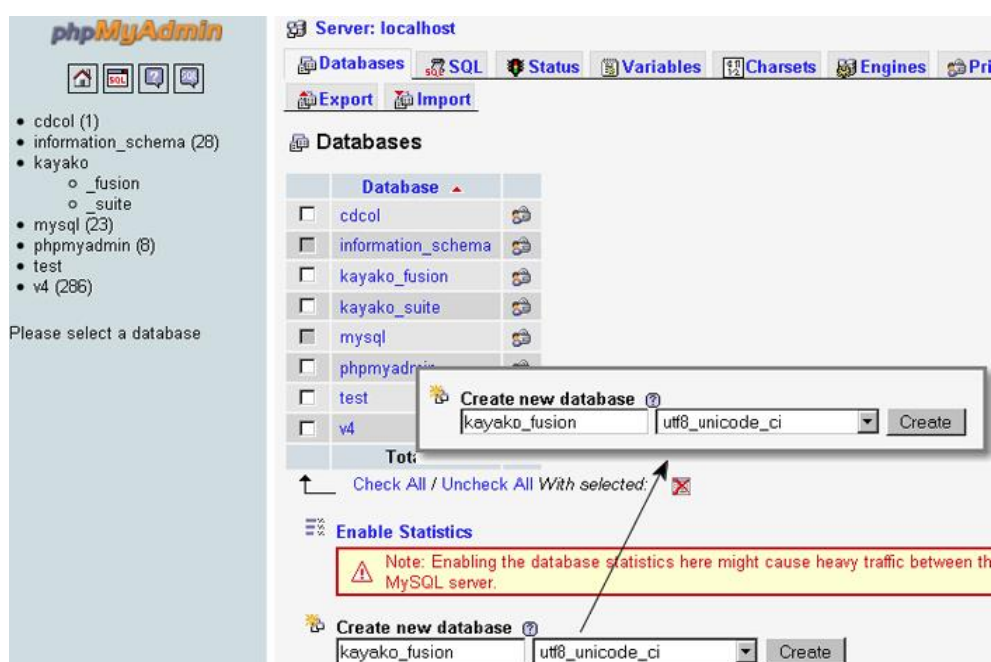 phpMyAdmin
SQL
SQL
cdcol (1)
information_schema (28)
kayako
_fusion
_suite
mysql (23)
phpmyadmin (8)
test
v4 (286)
Please select a database
Server: localhost
Databases SQL Status Variables Charsets Engines Pri
Export Import
Databases
Database
cdcol
information_schema
kayako_fusion
kayako_suite
mysql
test
v4
Check All / Uncheck All With selected:
Enable Statistics
Note: Enabling the database statistics here might cause heavy traffic between th
MySQL server.
Create new database
kayako_fusion utf8_unicode_ci Create
Create new database
kayako_fusion utf8_unicode_ci Create